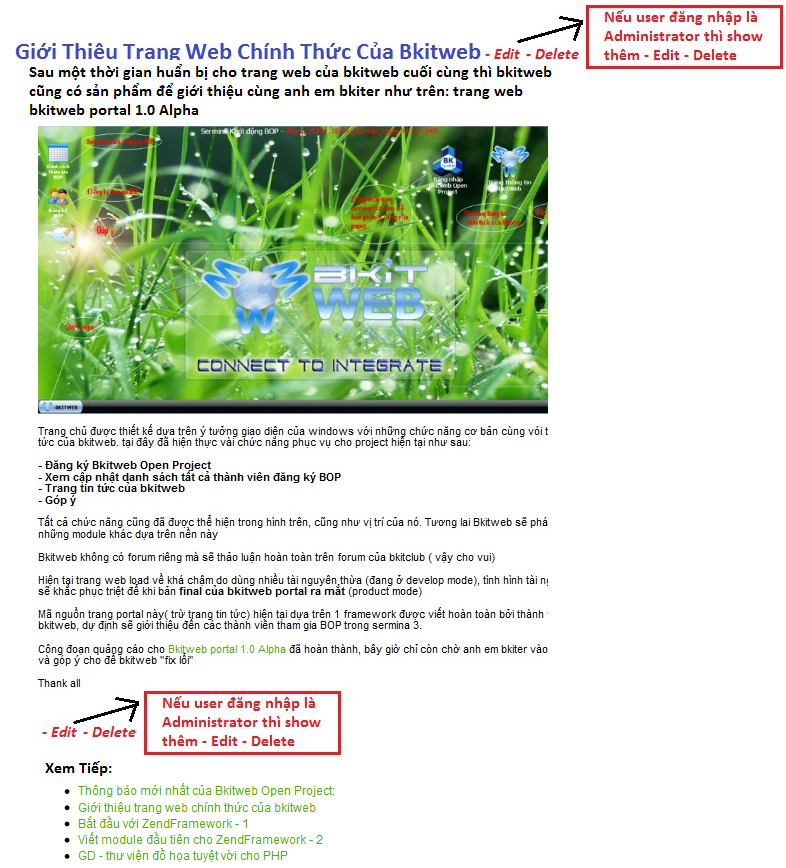 Nếu user đăng nhập là
Administrator thì show
thêm - Edit - Delete
Giới Thiêu Trang Web Chính Thức Của Bkitweb - Edit - Delete
Sau một thời gian huẩn bị cho trang web của bkitweb cuối cùng thì bkitweb
cũng có sản phẩm để giới thiệu cùng anh em bkiter như trên: trang web
bkitweb portal 1.0 Alpha
Sermina Khởi động BOP -
Đăng nhập
Bkitweb Open
Project
Trang thông tin
BkitWeb
Góp ý
BKIT
WEB
CONNECT TO INTEGRATE
BKITWEB
Trang chủ được thiết kế dựa trên ý tưởng giao diện của windows với những chức năng cơ bản cùng vói t
tức của bkitweb. tại đây đã hiện thực vài chức nằng phục vụ cho project hiện tại như sau:
- Đăng ký Bkitweb Open Project
- Xem cập nhật danh sách tất cả thành viên đăng ký BOP
- Trang tin tức của bkitweb
- Góp ý
Tất cả chức năng cũng đã được thể hiện trong hình trên, cũng như vị trí của nó. Tương lai Bkitweb sẽ phá
những module khác dựa trên nền này
Bkitweb không có forum riêng mà sẽ thảo luận hoàn toàn trên forum của bkitclub ( vậy cho vui)
Hiện tại trang web load về khá chậm do dùng nhiều tài nguyên thừa (đang ở develop mode), tình hình tài ng
sẽ khắc phục triệt để khi bản final của bkitweb portal ra mắt (product mode)
Mã nguồn trang portal này( trừ trang tin tức) hiện tại dựa trên 1 framework được viết hoàn toàn bởi thành
bkitweb, dự định sẽ giới thiệu đến các thành viên tham gia BOP trong sermina 3.
Công đoạn quảng cáo cho Bkitweb portal 1.0 Alpha đã hoàn thành, bây giờ chỉ còn chờ anh em bkiter vào
và góp ý cho để bkitweb "fix lỗi"
Thank all
Nếu user đăng nhập là
Administrator thì show
thêm - Edit - Delete
- Edit - Delete
Xem Tiếp:
Thông báo mới nhất của Bkitweb Open Project:
Giới thiệu trang web chính thức của bkitweb
Bắt đầu với ZendFramework - 1
Viết module đầu tiên cho ZendFramework - 2
GD - thư viện đồ họa tuyệt vời cho PHP